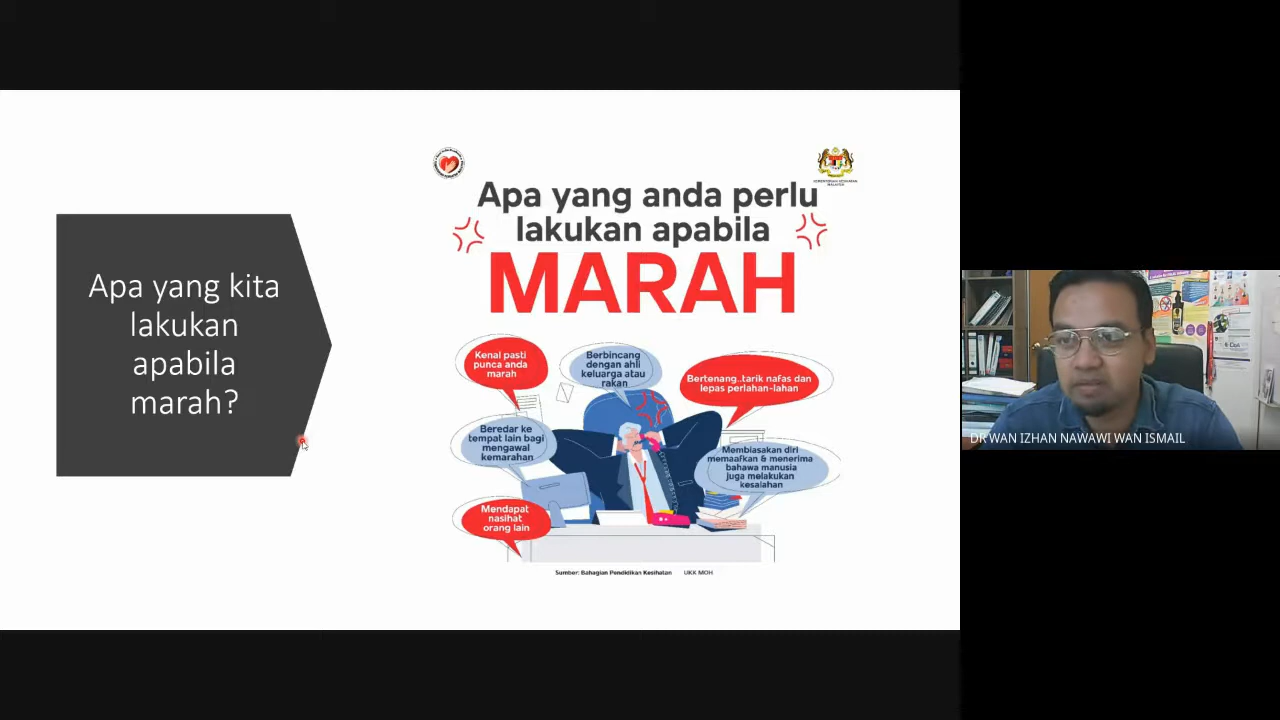 Apa yang kita
lakukan
apabila
marah?
KEMENTERIAN KESIHATAN
MALAYSIA
Apa yang anda perlu
lakukan apabila
MARAH
Kenal pasti
punca anda
marah
Berbincang
dengan ahli
keluarga atau
rakan
Bertenang..tarik nafas dan
lepas perlahan-lahan
Beredar ke
tempat lain bagi
mengawal
kemarahan
Membiasakan diri
memaafkan & menerima
bahawa manusia
juga melakukan
kesalahan
Mendapat
nasihat
orang lain
Sumber: Bahagian Pendidikan Kesihatan UKK MOH
DR WAN IZHAN NAWAWI WAN ISMAIL